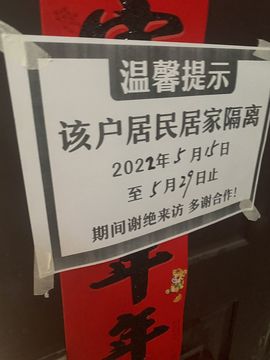 温馨提示
该户居民居家隔离
2022年5月15日
至5月29日止
期间谢绝来访 多谢合作!
年年